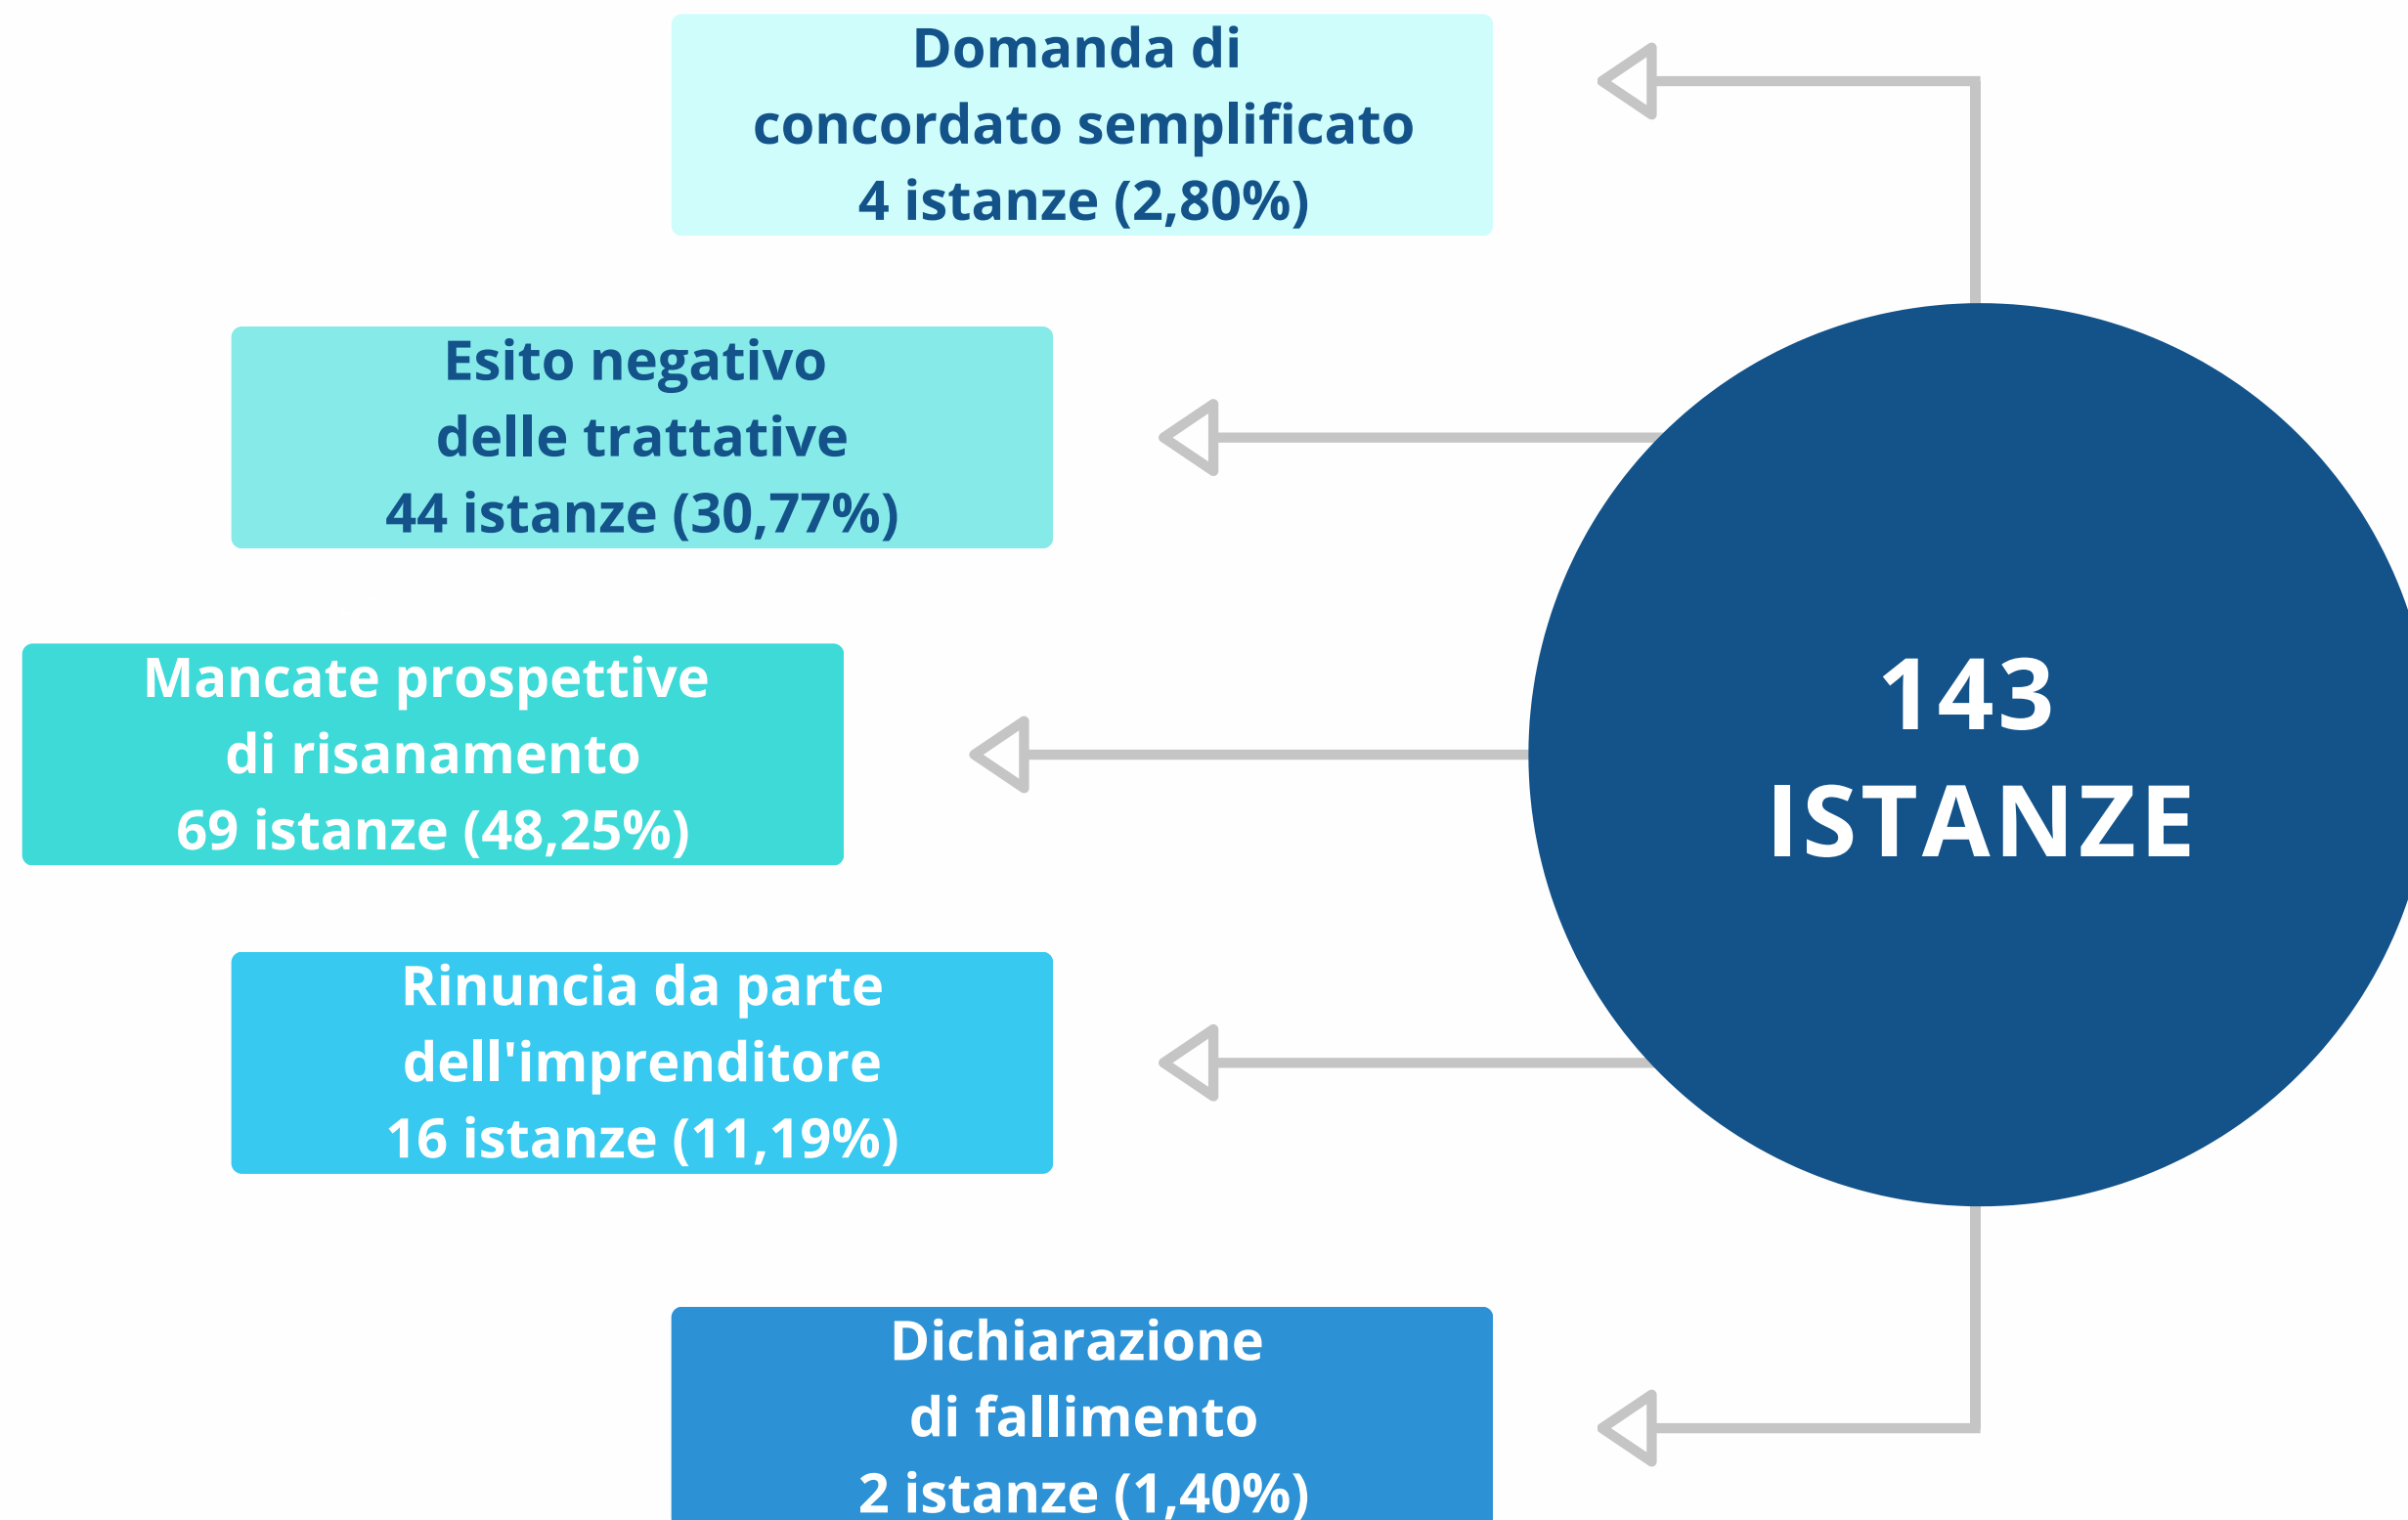 Domanda di
concordato semplificato
4 istanze (2,80%)
Esito negativo
delle trattative
44 istanze (30,77%)
Mancate prospettive
di risanamento
69 istanze (48,25%)
Rinuncia da parte
dell'imprenditore
16 istanze (11,19%)
Dichiarazione
di fallimento
2 istanze (1,40%)
143
ISTANZE